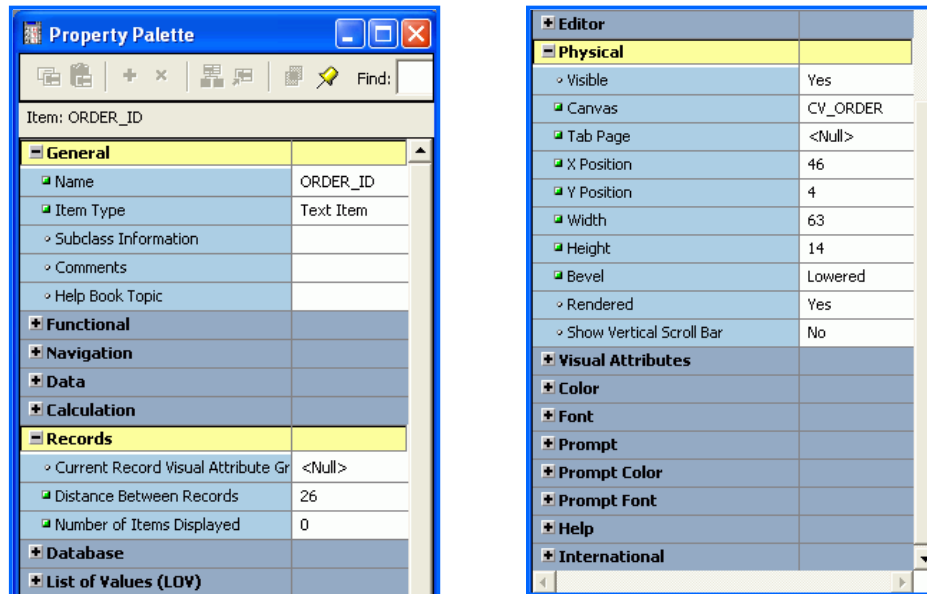 Property Palette
Find:
Item: ORDER_ID
General
Name ORDER_ID
Item Type Text Item
Subclass Information
Comments
Help Book Topic
Functional
Navigation
Data
Calculation
Records
Current Record Visual Attribute Gr <Null>
Distance Between Records 26
Number of Items Displayed 0
Database
List of Values (LOV)
Editor
Physical
Visible Yes
Canvas CV_ORDER
Tab Page <Null>
X Position 46
Y Position 4
Width 63
Height 14
Bevel Lowered
Rendered Yes
Show Vertical Scroll Bar No
Visual Attributes
Color
Font
Prompt
Prompt Color
Prompt Font
Help
International